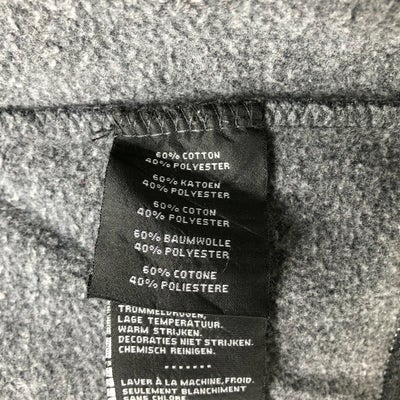 60% COTTON
40% POLYESTER
60% KATOEN
40% POLYESTER
60% COTON
40% POLYESTER
60% BAUMWOLLE
40% POLYESTER
60% COTONE
40% POLIESTERE
TROMMELDROGEN,
LAGE TEMPERATUUR.
WARM STRIJKEN.
DECORATIES NIET STRIJKEN.
CHEMISCH REINIGEN.
LAVER À LA MACHINE, FROID.
SEULEMENT BLANCHIMENT
SANS CHLORE